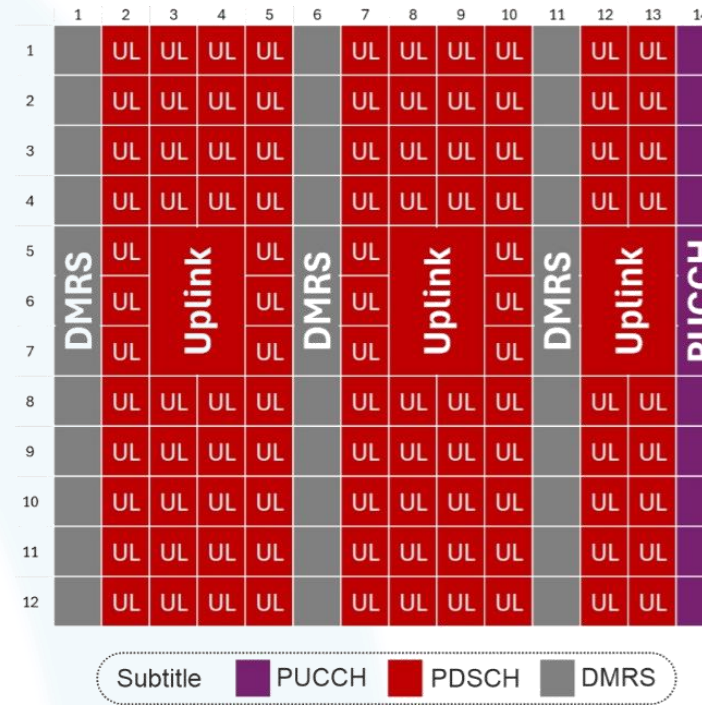 1 2 3 4 5 6 7 8 9 10 11 12 13 14
1 UL UL UL UL UL UL UL UL UL UL
2 UL UL UL UL UL UL UL UL UL UL
3 UL UL UL UL UL UL UL UL UL UL
4 UL UL UL UL UL UL UL UL UL UL
5 UL UL UL UL
6 UL UL UL UL
7 UL UL UL UL
DMRS Uplink DMRS Uplink DMRS Uplink PUCCH
8 UL UL UL UL UL UL UL UL UL UL
9 UL UL UL UL UL UL UL UL UL UL
10 UL UL UL UL UL UL UL UL UL UL
11 UL UL UL UL UL UL UL UL UL UL
12 UL UL UL UL UL UL UL UL UL UL
Subtitle PUCCH PDSCH DMRS